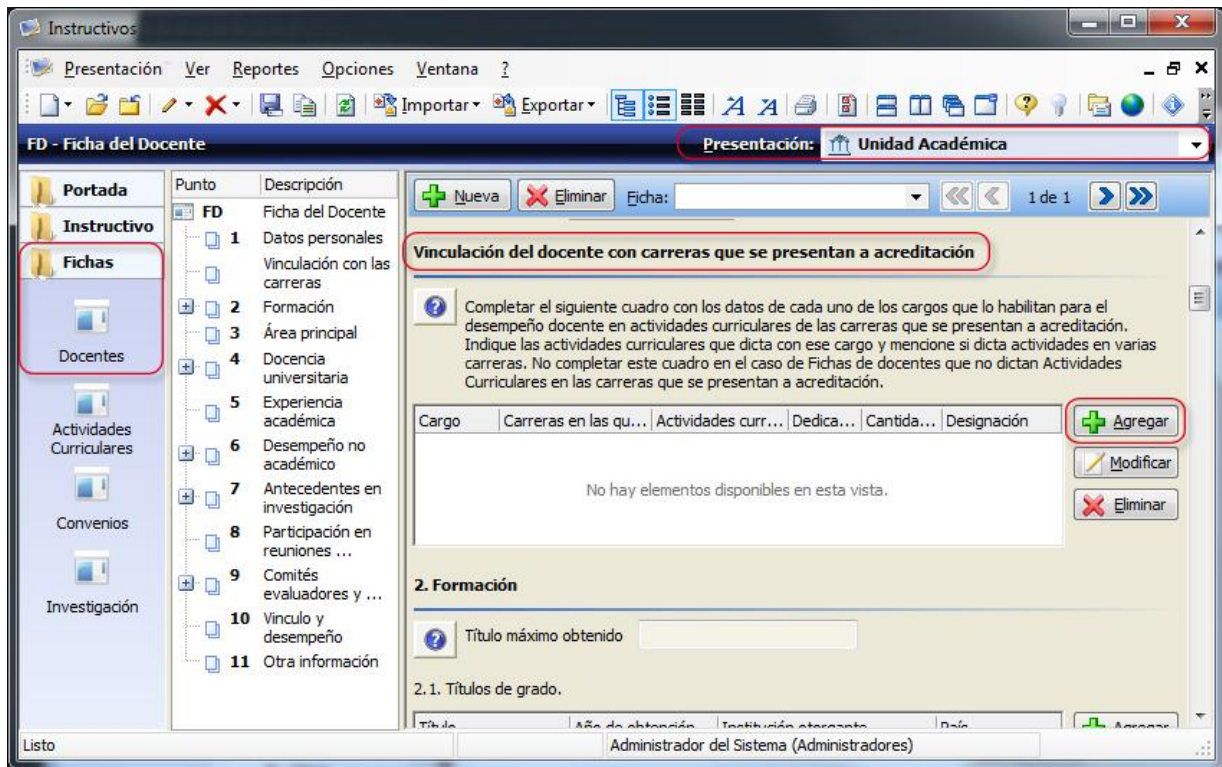 Instructivos
Presentación Ver Reportes Opciones Ventana ?
Importar Exportar
FD - Ficha del Docente
Presentación: Unidad Académica
Portada
Instructivo
Fichas
Docentes
Actividades
Curriculares
Convenios
Investigación
Punto Descripción
FD Ficha del Docente
1 Datos personales
Vinculación con las
carreras
2 Formación
3 Área principal
4 Docencia
universitaria
5 Experiencia
académica
6 Desempeño no
académico
7 Antecedentes en
investigación
8 Participación en
reuniones ...
9 Comités
evaluadores y ...
10 Vinculo y
desempeño
11 Otra información
Nueva Eliminar Ficha: 1 de 1
Vinculación del docente con carreras que se presentan a acreditación
Completar el siguiente cuadro con los datos de cada uno de los cargos que lo habilitan para el
desempeño docente en actividades curriculares de las carreras que se presentan a acreditación.
Indique las actividades curriculares que dicta con ese cargo y mencione si dicta actividades en varias
carreras. No completar este cuadro en el caso de Fichas de docentes que no dictan Actividades
Curriculares en las carreras que se presentan a acreditación.
Cargo Carreras en las qu... Actividades curr... Dedica... Cantida... Designación
No hay elementos disponibles en esta vista.
Agregar
Modificar
Eliminar
2. Formación
Título máximo obtenido
2.1. Títulos de grado.
Título Año de obtención Institución otorgante País Agregar
Listo Administrador del Sistema (Administradores)